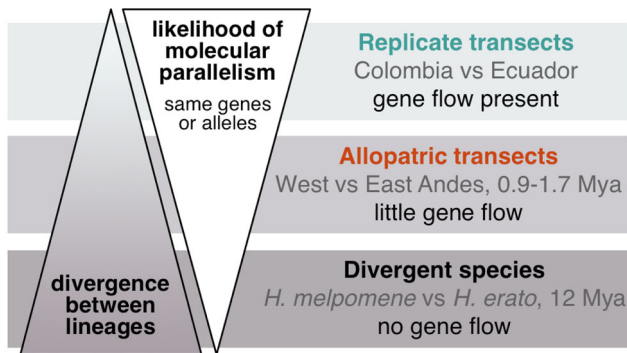 likelihood of
molecular
parallelism
same genes
or alleles
divergence
between
lineages
Replicate transects
Colombia vs Ecuador
gene flow present
Allopatric transects
West vs East Andes, 0.9-1.7 Mya
little gene flow
Divergent species
H. melpomene vs H. erato, 12 Mya
no gene flow